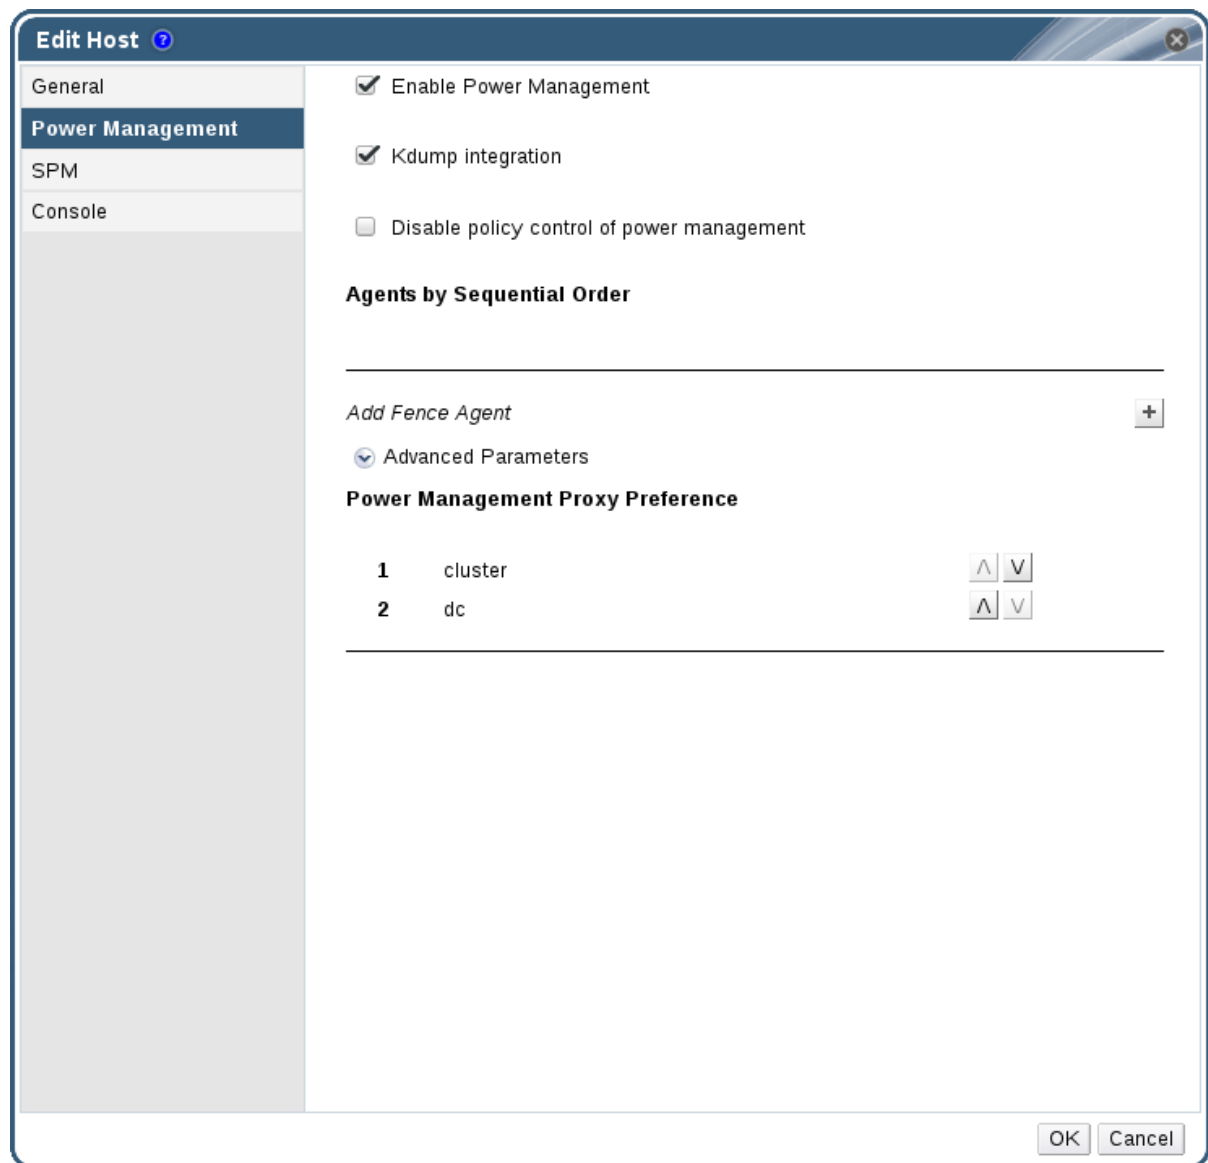 Edit Host ?
General
Power Management
SPM
Console
Enable Power Management
Kdump integration
Disable policy control of power management
Agents by Sequential Order
Add Fence Agent +
Advanced Parameters
Power Management Proxy Preference
1 cluster
2 dc
OK Cancel